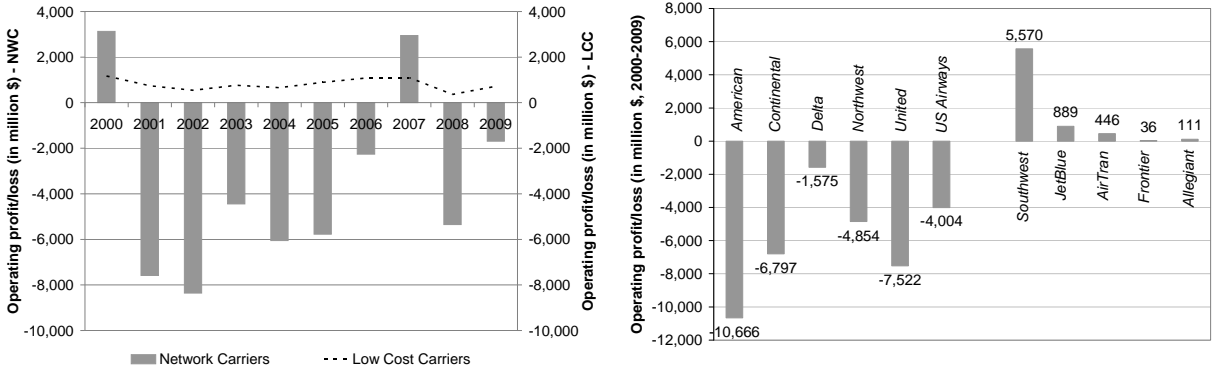 Operating profit/loss (in million $) - NWC
4,000
2,000
0
-2,000
-4,000
-6,000
-8,000
-10,000
2000 2001 2002 2003 2004 2005 2006 2007 2008 2009
4,000
2,000
0
-2,000
-4,000
-6,000
-8,000
-10,000
Operating profit/loss (in million $) - LCC
Network Carriers
Low Cost Carriers
Operating profit/loss (in million $, 2000-2009)
8,000
6,000
4,000
2,000
0
-2,000
-4,000
-6,000
-8,000
-10,000
-12,000
American
Continental
Delta
Northwest
United
US Airways
Southwest
JetBlue
AirTran
Frontier
Allegiant
-10,666
-6,797
-1,575
-4,854
-7,522
-4,004
5,570
889
446
36
111